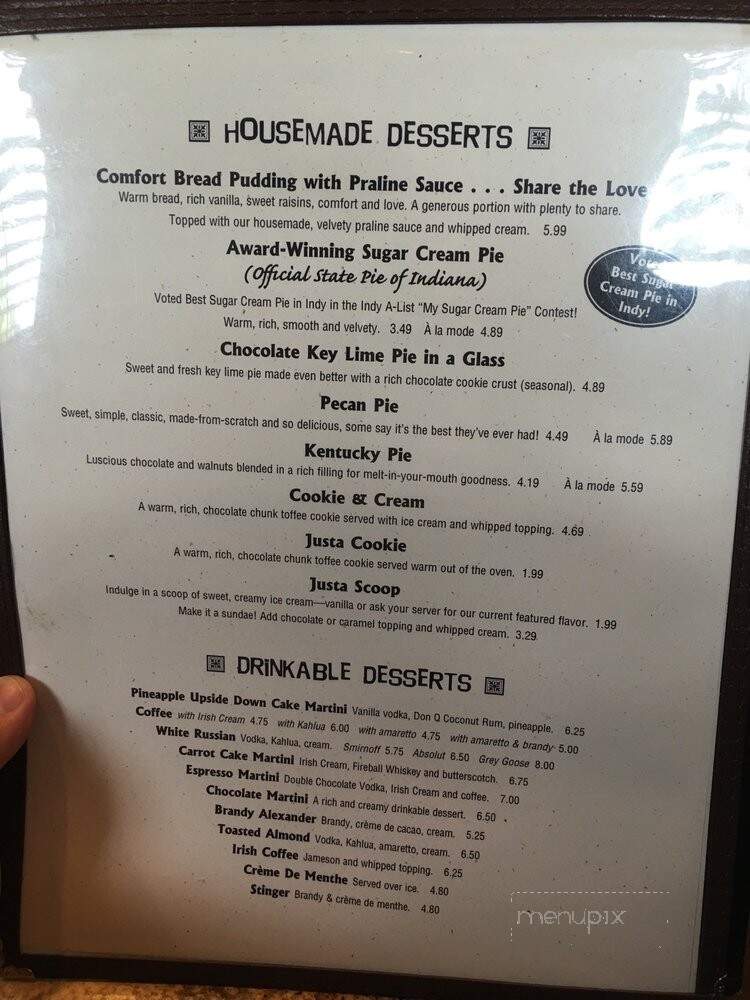 HOUSEMADE DESSERTS
Comfort Bread Pudding with Praline Sauce . . . Share the Love
Warm bread, rich vanilla, sweet raisins, comfort and love. A generous portion with plenty to share.
Topped with our housemade, velvety praline sauce and whipped cream. 5.99
Award-Winning Sugar Cream Pie
(Official State Pie of Indiana)
Voted Best Sugar Cream Pie in Indy in the Indy A-List "My Sugar Cream Pie" Contest!
Warm, rich, smooth and velvety. 3.49 À la mode 4.89
Best Sugar
Cream Pie in
Indy!
Chocolate Key Lime Pie in a Glass
Sweet and fresh key lime pie made even better with a rich chocolate cookie crust (seasonal). 4.89
Pecan Pie
Sweet, simple, classic, made-from-scratch and so delicious, some say it's the best they've ever had! 4.49 À la mode 5.89
Kentucky Pie
Luscious chocolate and walnuts blended in a rich filling for melt-in-your-mouth goodness. 4.19 À la mode 5.59
Cookie & Cream
A warm, rich, chocolate chunk toffee cookie served with ice cream and whipped topping. 4.69
Justa Cookie
A warm, rich, chocolate chunk toffee cookie served warm out of the oven. 1.99
Justa Scoop
Indulge in a scoop of sweet, creamy ice cream—vanilla or ask your server for our current featured flavor. 1.99
Make it a sundae! Add chocolate or caramel topping and whipped cream. 3.29
DRINKABLE DESSERTS
Pineapple Upside Down Cake Martini Vanilla vodka, Don Q Coconut Rum, pineapple. 6.25
Coffee with Irish Cream 4.75 with Kahlua 6.00 with amaretto 4.75 with amaretto & brandy 5.00
White Russian Vodka, Kahlua, cream. Smirnoff 5.75 Absolut 6.50 Grey Goose 8.00
Carrot Cake Martini Irish Cream, Fireball Whiskey and butterscotch. 6.75
Espresso Martini Double Chocolate Vodka, Irish Cream and coffee. 7.00
Chocolate Martini A rich and creamy drinkable dessert. 6.50
Brandy Alexander Brandy, crème de cacao, cream. 5.25
Toasted Almond Vodka, Kahlua, amaretto, cream. 6.50
Irish Coffee Jameson and whipped topping. 6.25
Crème De Menthe Served over ice. 4.80
Stinger Brandy & crème de menthe. 4.80
menupix